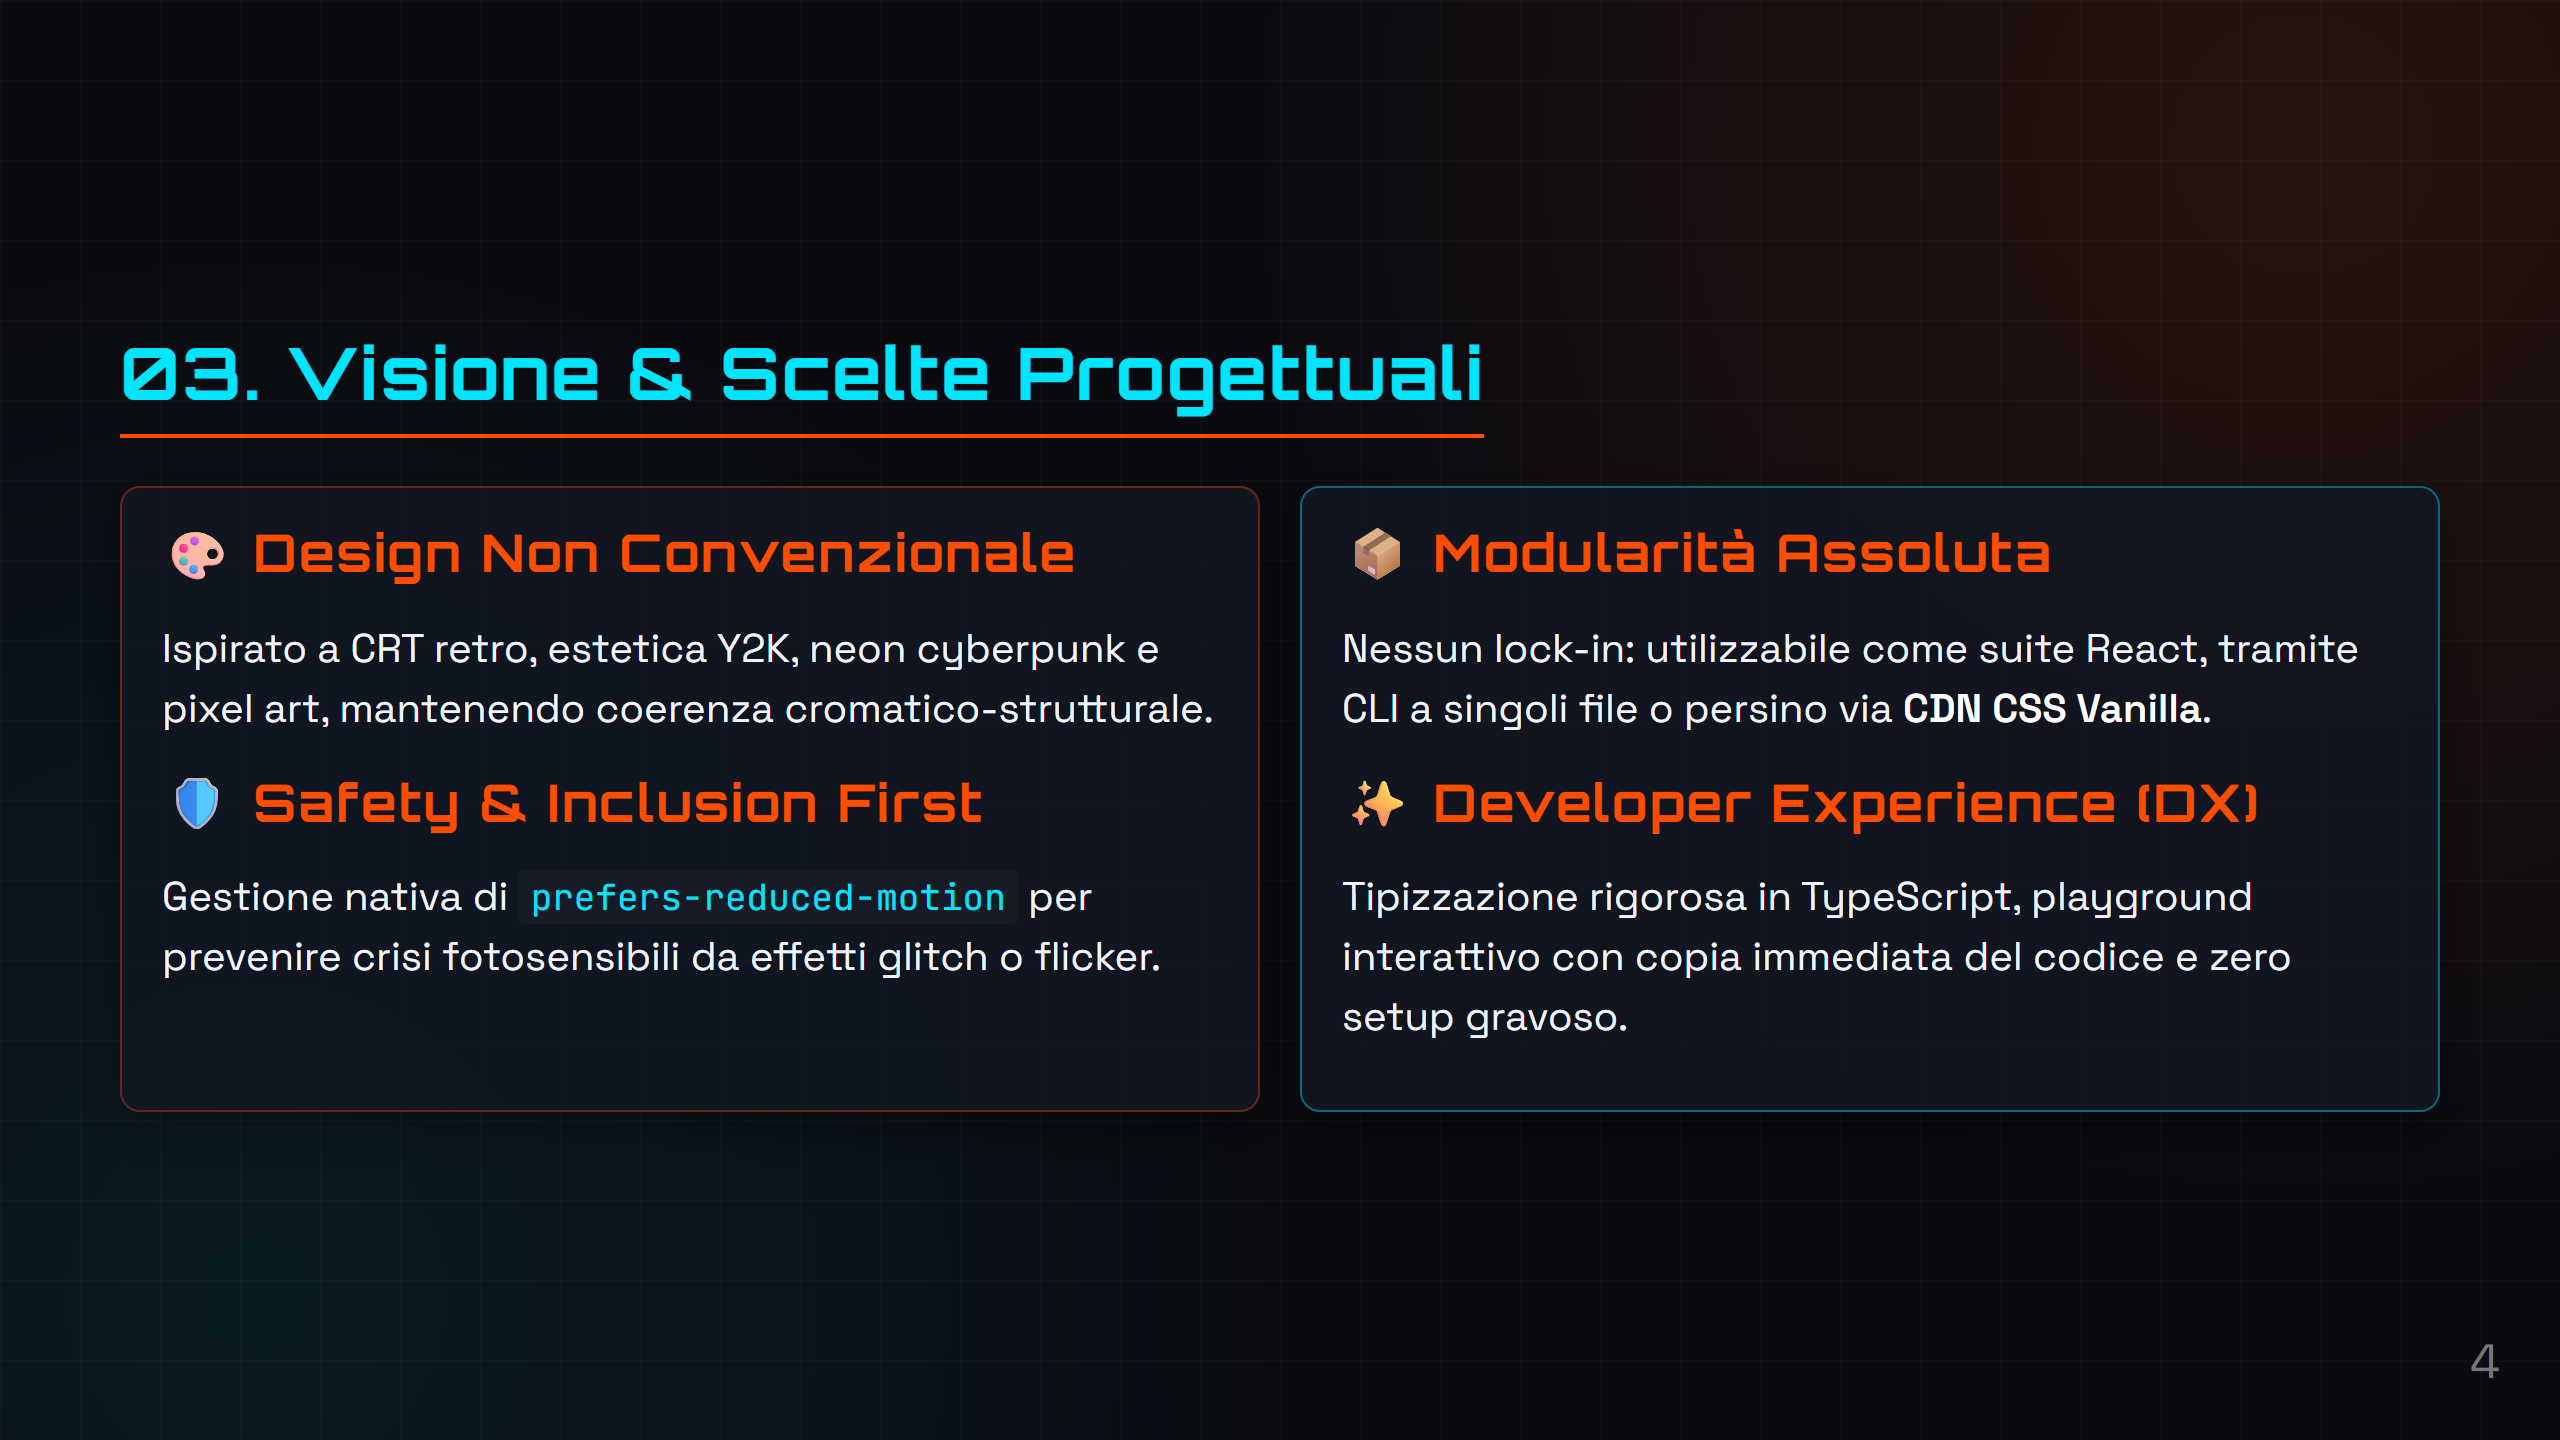 03. Visione & Scelte Progettuali
🎨 Design Non Convenzionale
Ispirato a CRT retro, estetica Y2K, neon cyberpunk e
pixel art, mantenendo coerenza cromatico-strutturale.
🛡️ Safety & Inclusion First
Gestione nativa di prefers-reduced-motion per
prevenire crisi fotosensibili da effetti glitch o flicker.
📦 Modularità Assoluta
Nessun lock-in: utilizzabile come suite React, tramite
CLI a singoli file o persino via CDN CSS Vanilla.
✨ Developer Experience (DX)
Tipizzazione rigorosa in TypeScript, playground
interattivo con copia immediata del codice e zero
setup gravoso.
4